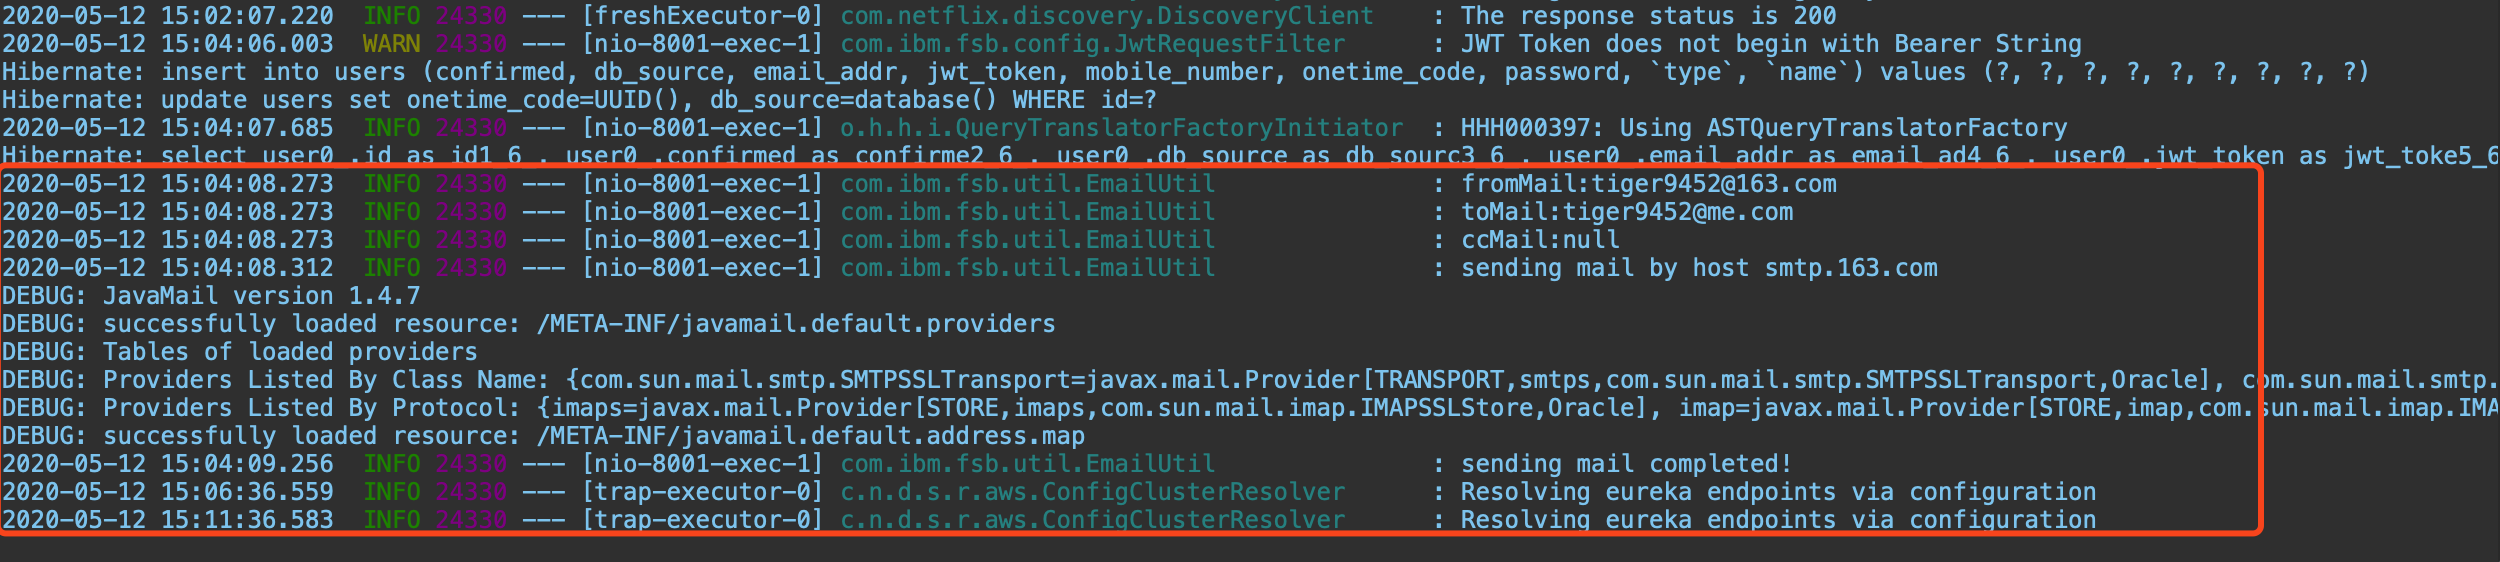 2020-05-12 15:02:07.220  INFO 24330 --- [freshExecutor-0] com.netflix.discovery.DiscoveryClient    : The response status is 200
2020-05-12 15:04:06.003  WARN 24330 --- [nio-8001-exec-1] com.ibm.fsb.config.JwtRequestFilter      : JWT Token does not begin with Bearer String
Hibernate: insert into users (confirmed, db_source, email_addr, jwt_token, mobile_number, onetime_code, password, `type`, `name`) values (?, ?, ?, ?, ?, ?, ?, ?, ?)
Hibernate: update users set onetime_code=UUID(), db_source=database() WHERE id=?
2020-05-12 15:04:07.685  INFO 24330 --- [nio-8001-exec-1] o.h.h.i.QueryTranslatorFactoryInitiator  : HHH000397: Using ASTQueryTranslatorFactory
Hibernate: select user0_.id as id1_6_, user0_.confirmed as confirme2_6_, user0_.db_source as db_sourc3_6_, user0_.email_addr as email_ad4_6_, user0_.jwt_token as jwt_toke5_6
2020-05-12 15:04:08.273  INFO 24330 --- [nio-8001-exec-1] com.ibm.fsb.util.EmailUtil               : fromMail:tiger9452@163.com
2020-05-12 15:04:08.273  INFO 24330 --- [nio-8001-exec-1] com.ibm.fsb.util.EmailUtil               : toMail:tiger9452@me.com
2020-05-12 15:04:08.273  INFO 24330 --- [nio-8001-exec-1] com.ibm.fsb.util.EmailUtil               : ccMail:null
2020-05-12 15:04:08.312  INFO 24330 --- [nio-8001-exec-1] com.ibm.fsb.util.EmailUtil               : sending mail by host smtp.163.com
DEBUG: JavaMail version 1.4.7
DEBUG: successfully loaded resource: /META-INF/javamail.default.providers
DEBUG: Tables of loaded providers
DEBUG: Providers Listed By Class Name: {com.sun.mail.smtp.SMTPSSLTransport=javax.mail.Provider[TRANSPORT,smtps,com.sun.mail.smtp.SMTPSSLTransport,Oracle], com.sun.mail.smtp.
DEBUG: Providers Listed By Protocol: {imaps=javax.mail.Provider[STORE,imaps,com.sun.mail.imap.IMAPSSLStore,Oracle], imap=javax.mail.Provider[STORE,imap,com.sun.mail.imap.IMA
DEBUG: successfully loaded resource: /META-INF/javamail.default.address.map
2020-05-12 15:04:09.256  INFO 24330 --- [nio-8001-exec-1] com.ibm.fsb.util.EmailUtil               : sending mail completed!
2020-05-12 15:06:36.559  INFO 24330 --- [trap-executor-0] c.n.d.s.r.aws.ConfigClusterResolver      : Resolving eureka endpoints via configuration
2020-05-12 15:11:36.583  INFO 24330 --- [trap-executor-0] c.n.d.s.r.aws.ConfigClusterResolver      : Resolving eureka endpoints via configuration